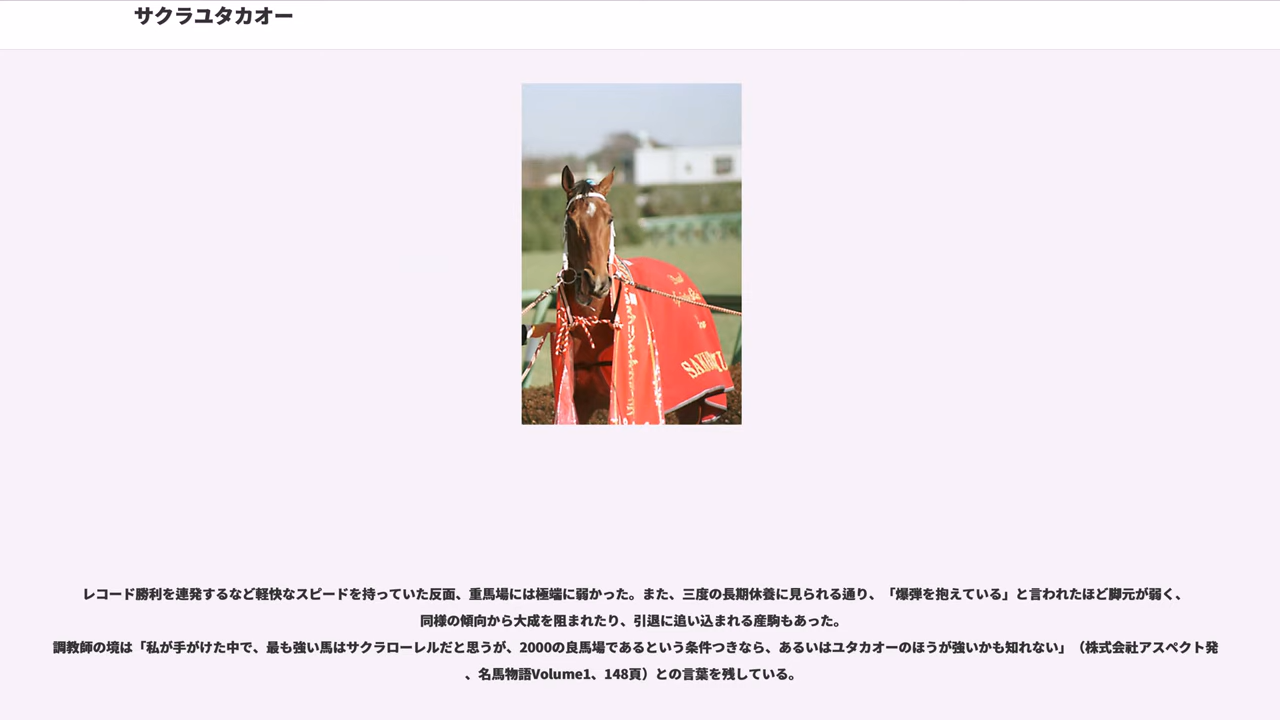 サクラユタカオー
レコード勝利を連発するなど軽快なスピードを持っていた反面、重馬場には極端に弱かった。また、三度の長期休養に見られる通り、「爆弾を抱えている」と言われたほど脚元が弱く、
同様の傾向から大成を阻まれたり、引退に追い込まれる産駒もあった。
調教師の境は「私が手がけた中で、最も強い馬はサクラローレルだと思うが、2000の良馬場であるという条件つきなら、あるいはユタカオーのほうが強いかも知れない」（株式会社アスペクト発
、名馬物語Volume1、148頁）との言葉を残している。